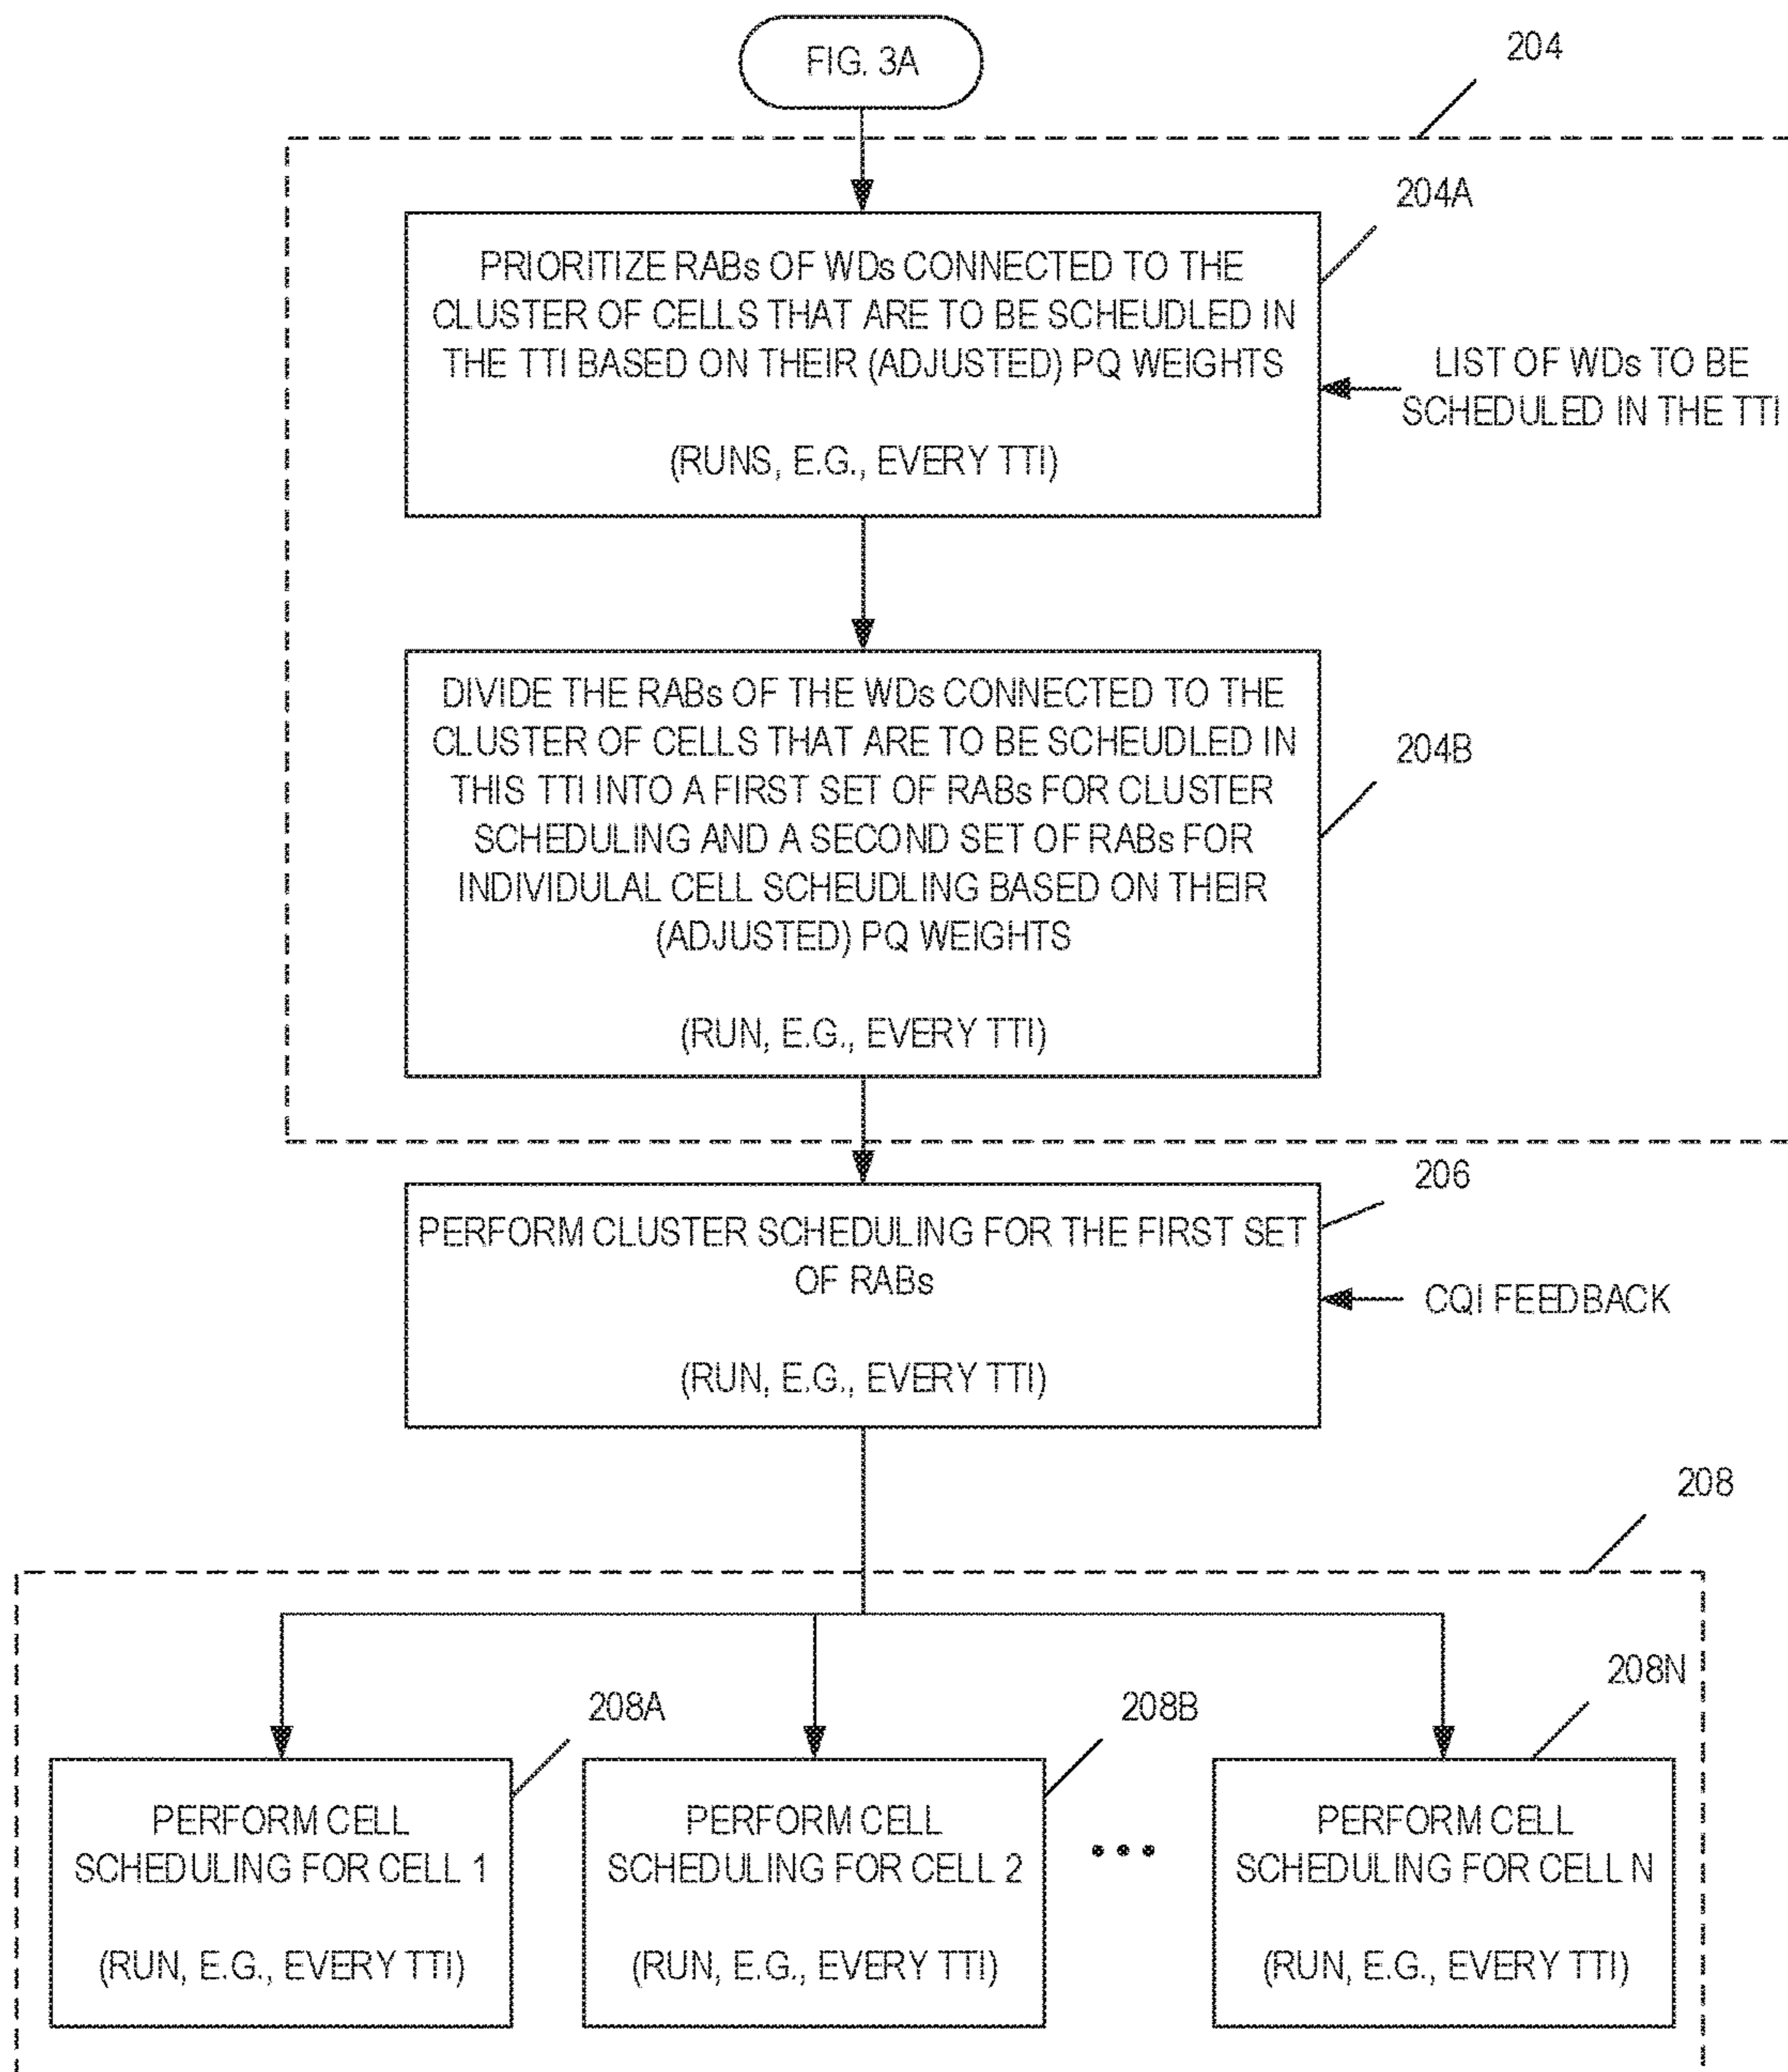 FIG. 3A
204
204A
PRIORITIZE RABs OF WDs CONNECTED TO THE
CLUSTER OF CELLS THAT ARE TO BE SCHEUDLED IN
THE TTI BASED ON THEIR (ADJUSTED) PQ WEIGHTS
(RUNS, E.G., EVERY TTI)
LIST OF WDs TO BE
SCHEDULED IN THE TTI
DIVIDE THE RABs OF THE WDs CONNECTED TO THE
CLUSTER OF CELLS THAT ARE TO BE SCHEUDLED IN
THIS TTI INTO A FIRST SET OF RABs FOR CLUSTER
SCHEDULING AND A SECOND SET OF RABs FOR
INDIVIDULAL CELL SCHEUDLING BASED ON THEIR
(ADJUSTED) PQ WEIGHTS
(RUN, E.G., EVERY TTI)
204B
206
PERFORM CLUSTER SCHEDULING FOR THE FIRST SET
OF RABs
(RUN, E.G., EVERY TTI)
CQI FEEDBACK
208
208A
208B
208N
PERFORM CELL
SCHEDULING FOR CELL 1
(RUN, E.G., EVERY TTI)
PERFORM CELL
SCHEDULING FOR CELL 2
(RUN, E.G., EVERY TTI)
• • •
PERFORM CELL
SCHEDULING FOR CELL N
(RUN, E.G., EVERY TTI)